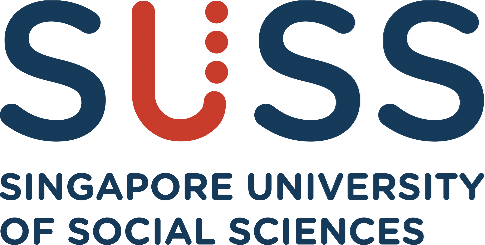 SUSS
SINGAPORE UNIVERSITY
OF SOCIAL SCIENCES